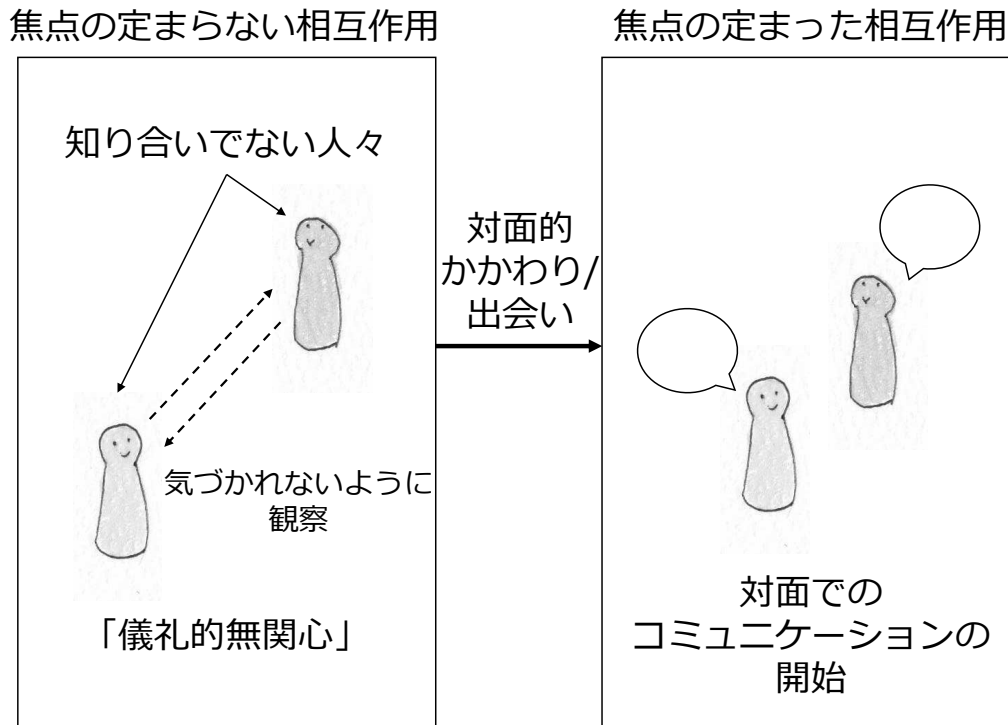 焦点の定まらない相互作用
知り合いでない人々
気づかれないように
観察
「儀礼的無関心」
対面的
かかわり/
出会い
焦点の定まった相互作用
対面での
コミュニケーションの
開始